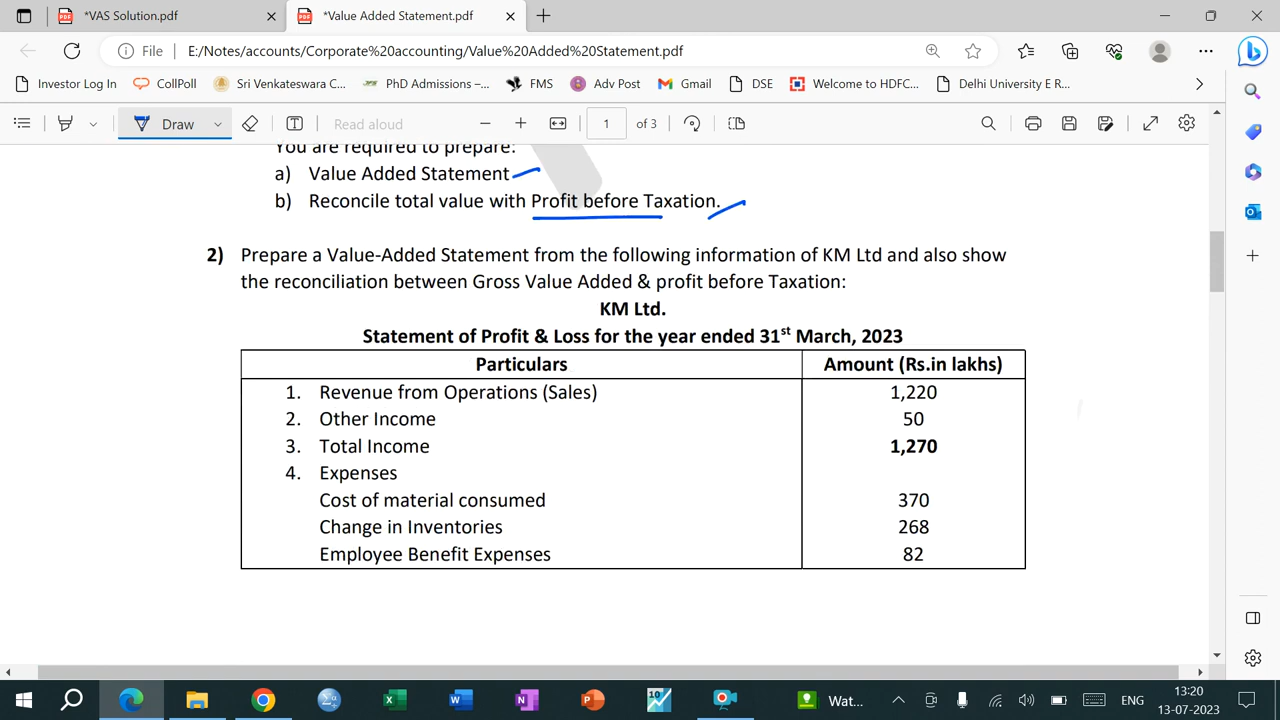 *VAS Solution.pdf
*Value Added Statement.pdf
File
E:/Notes/accounts/Corporate%20accounting/Value%20Added%20Statement.pdf
Investor Log In
CollPoll
Sri Venkateswara C...
PhD Admissions –...
FMS
Adv Post
Gmail
DSE
Welcome to HDFC...
Delhi University E R...
Draw
Read aloud
1 of 3
You are required to prepare:
a) Value Added Statement
b) Reconcile total value with Profit before Taxation.
2) Prepare a Value-Added Statement from the following information of KM Ltd and also show
the reconciliation between Gross Value Added & profit before Taxation:
KM Ltd.
Statement of Profit & Loss for the year ended 31st March, 2023
Particulars Amount (Rs.in lakhs)
1. Revenue from Operations (Sales) 1,220
2. Other Income 50
3. Total Income 1,270
4. Expenses
Cost of material consumed 370
Change in Inventories 268
Employee Benefit Expenses 82
Wat...
ENG
13:20
13-07-2023